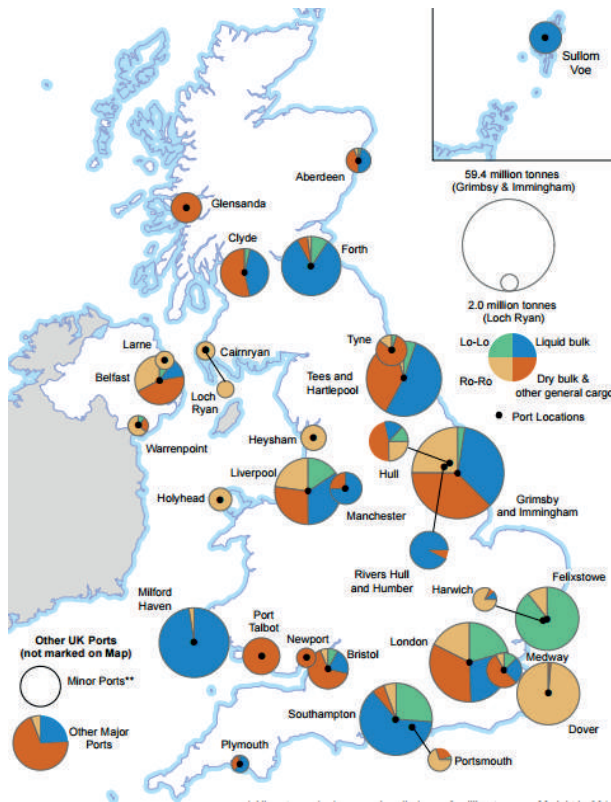 Sullom
Voe
59.4 million tonnes
(Grimsby & Immingham)
2.0 million tonnes
(Loch Ryan)
Lo-Lo
Liquid bulk
Ro-Ro
Dry bulk &
other general cargo
Port Locations
Aberdeen
Glensanda
Clyde
Forth
Larne
Cairnryan
Belfast
Loch
Ryan
Tyne
Tees and
Hartlepool
Warrenpoint
Heysham
Hull
Liverpool
Grimsby
and Immingham
Holyhead
Manchester
Rivers Hull
and Humber
Harwich
Felixstowe
Milford
Haven
Port
Talbot
Newport
Bristol
London
Medway
Dover
Other UK Ports
(not marked on Map)
Minor Ports**
Other Major
Ports
Southampton
Portsmouth
Plymouth